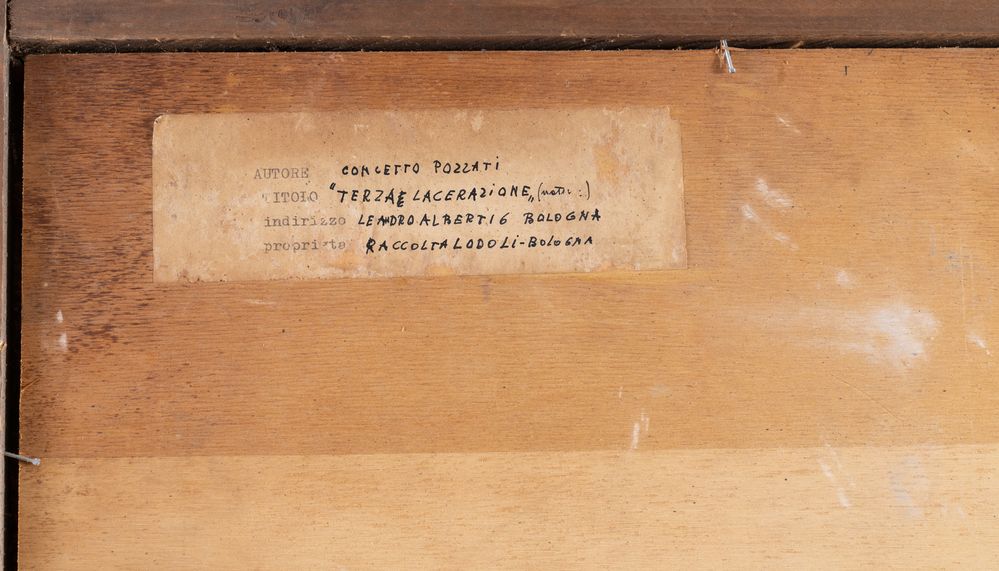 AUTORE CONCETTO POZZATI
TITOLO "TERZA LACERAZIONE„
indirizzo LEANDRO ALBERTI 6 BOLOGNA
proprieta RACCOLTA LODOLI-BOLOGNA